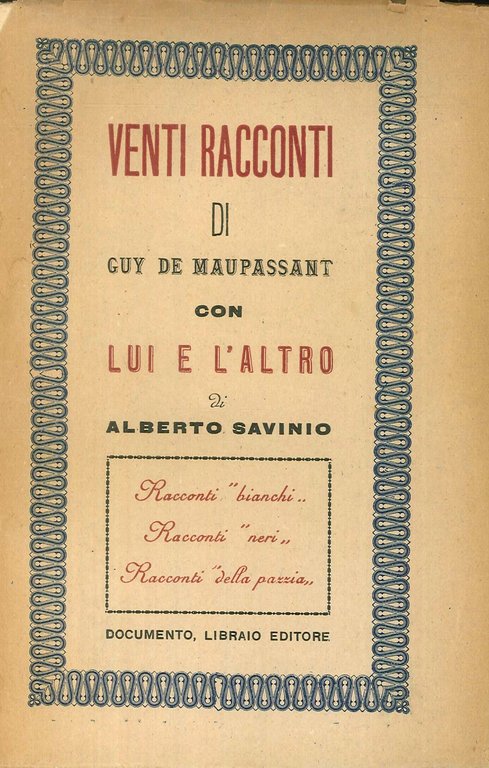 VENTI RACCONTI
DI
GUY DE MAUPASSANT
CON
LUI E L'ALTRO
di
ALBERTO SAVINIO
Racconti "bianchi„
Racconti "neri„
Racconti "della pazzia„
DOCUMENTO, LIBRAIO EDITORE